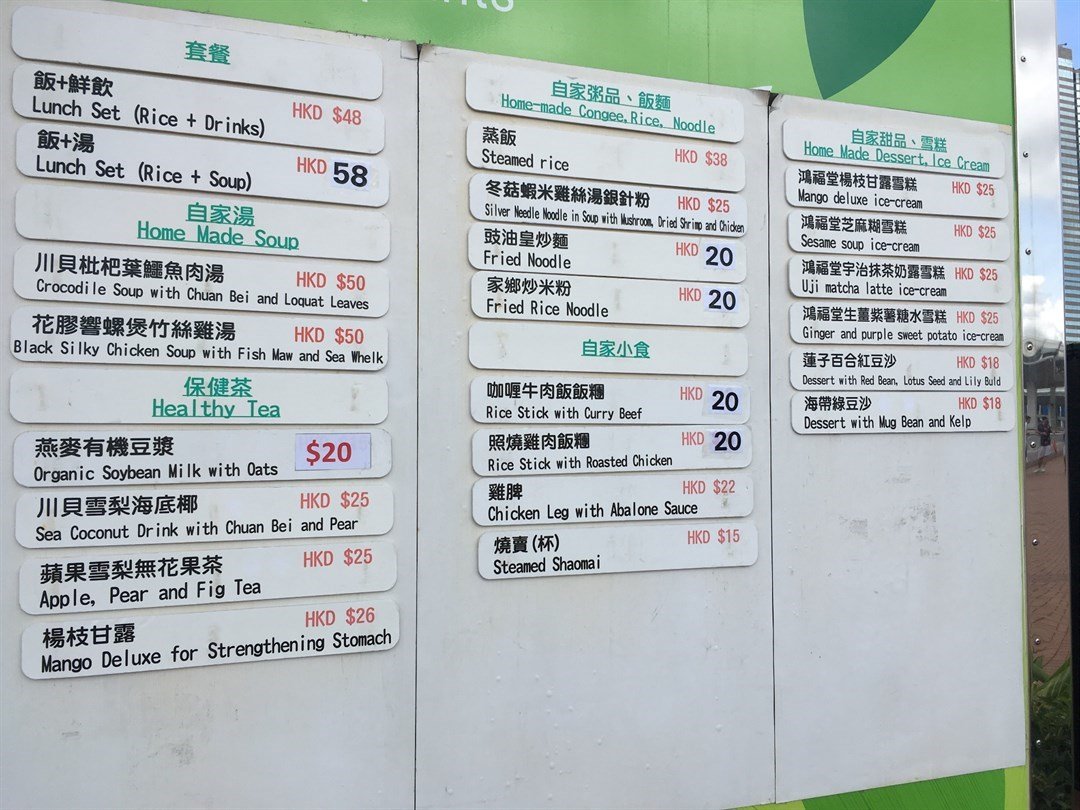 套餐
飯+鮮飲
Lunch Set (Rice + Drinks) HKD $48
飯+湯
Lunch Set (Rice + Soup) HKD 58
自家湯
Home Made Soup
川貝枇杷葉鱷魚肉湯 HKD $50
Crocodile Soup with Chuan Bei and Loquat Leaves
花膠響螺煲竹絲雞湯 HKD $50
Black Silky Chicken Soup with Fish Maw and Sea Whelk
保健茶
Healthy Tea
燕麥有機豆漿 $20
Organic Soybean Milk with Oats
川貝雪梨海底椰 HKD $25
Sea Coconut Drink with Chuan Bei and Pear
蘋果雪梨無花果茶 HKD $25
Apple, Pear and Fig Tea
楊枝甘露 HKD $26
Mango Deluxe for Strengthening Stomach
自家粥品、飯麵
Home-made Congee,Rice, Noodle
蒸飯 HKD $38
Steamed rice
冬菇蝦米雞絲湯銀針粉 HKD $25
Silver Needle Noodle in Soup with Mushroom, Dried Shrimp and Chicken
豉油皇炒麵 HKD 20
Fried Noodle
家鄉炒米粉 HKD 20
Fried Rice Noodle
自家小食
咖喱牛肉飯飯糰 HKD 20
Rice Stick with Curry Beef
照燒雞肉飯糰 HKD 20
Rice Stick with Roasted Chicken
雞脾 HKD $22
Chicken Leg with Abalone Sauce
燒賣(杯) HKD $15
Steamed Shaomai
自家甜品、雪糕
Home Made Dessert,Ice Cream
鴻福堂楊枝甘露雪糕 HKD $25
Mango deluxe ice-cream
鴻福堂芝麻糊雪糕 HKD $25
Sesame soup ice-cream
鴻福堂宇治抹茶奶露雪糕 HKD $25
Uji matcha latte ice-cream
鴻福堂生薑紫薯糖水雪糕 HKD $25
Ginger and purple sweet potato ice-cream
蓮子百合紅豆沙 HKD $18
Dessert with Red Bean, Lotus Seed and Lily Buld
海帶綠豆沙 HKD $18
Dessert with Mug Bean and Kelp